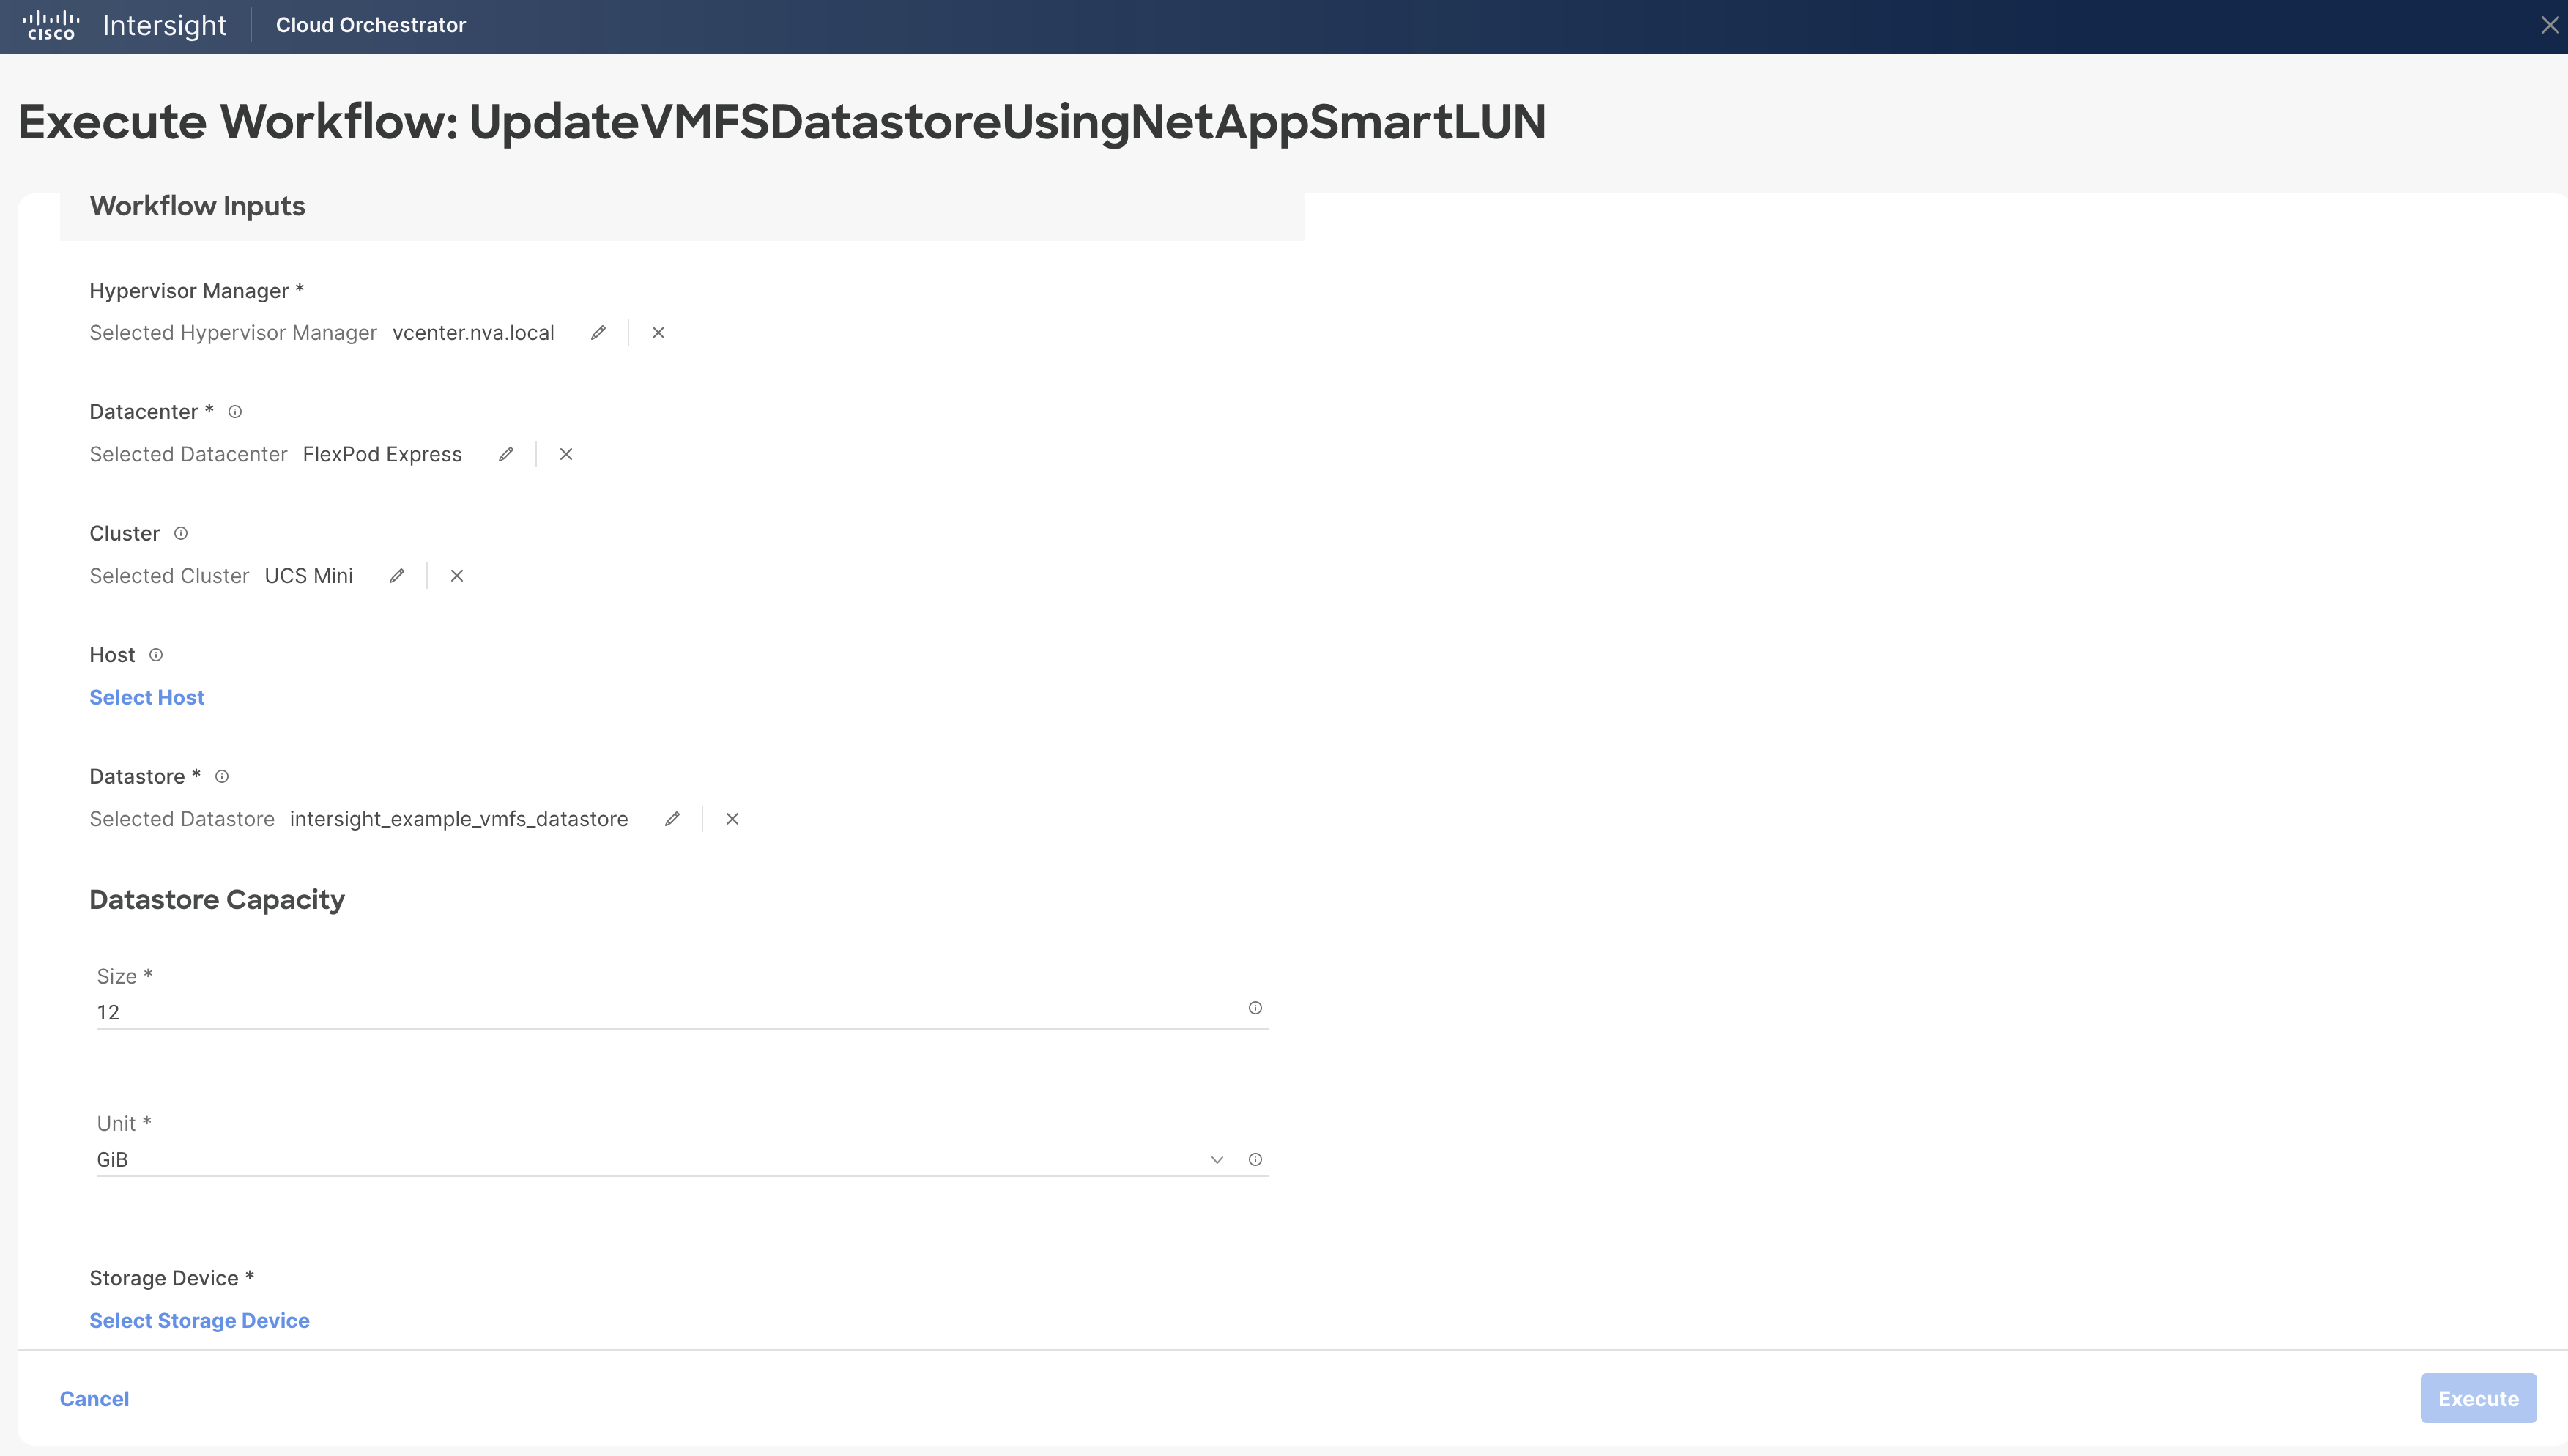 cisco Intersight Cloud Orchestrator
Execute Workflow: UpdateVMFSDatastoreUsingNetAppSmartLUN
Workflow Inputs
Hypervisor Manager *
Selected Hypervisor Manager vcenter.nva.local
Datacenter *
Selected Datacenter FlexPod Express
Cluster
Selected Cluster UCS Mini
Host
Select Host
Datastore *
Selected Datastore intersight_example_vmfs_datastore
Datastore Capacity
Size *
12
Unit *
GiB
Storage Device *
Select Storage Device
Cancel Execute